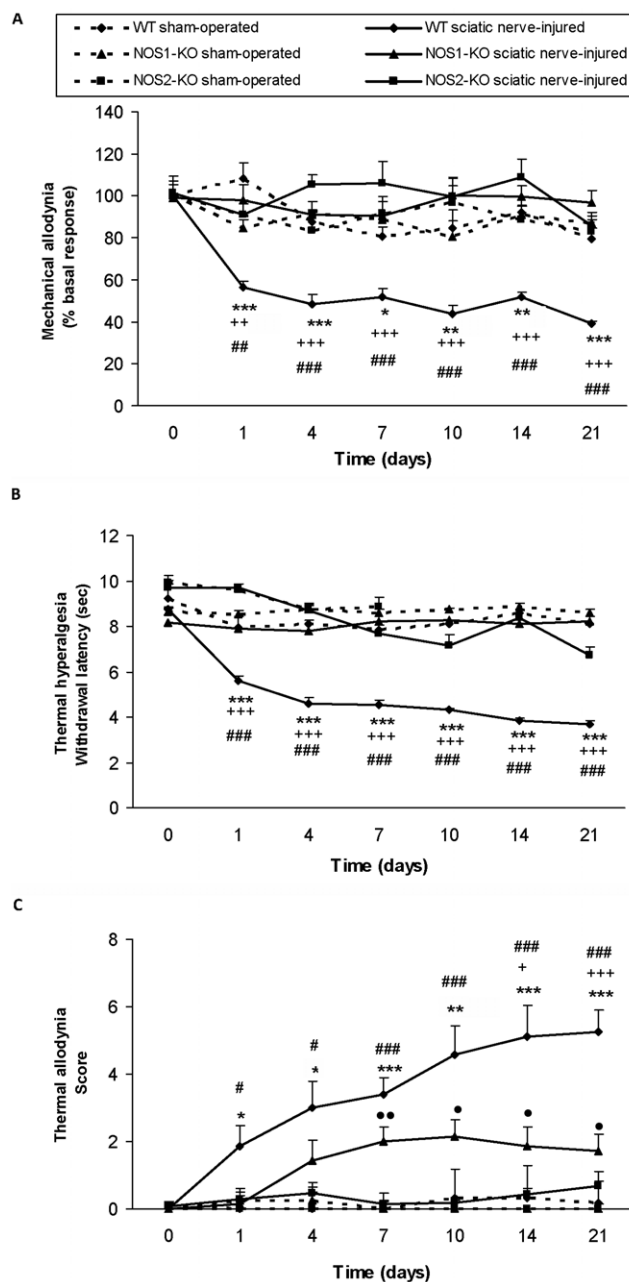 A
WT sham-operated WT sciatic nerve-injured
NOS1-KO sham-operated NOS1-KO sciatic nerve-injured
NOS2-KO sham-operated NOS2-KO sciatic nerve-injured
Mechanical allodynia
(% basal response)
140
120
100
80
60
40
20
0
*** *** * ** ** ***
++ +++ +++ +++ +++ +++
## ### ### ### ### ###
0 1 4 7 10 14 21
Time (days)
B
Thermal hyperalgesia
Withdrawal latency (sec)
12
10
8
6
4
2
0
*** *** *** *** *** ***
+++ +++ +++ +++ +++ +++
### ### ### ### ### ###
0 1 4 7 10 14 21
Time (days)
C
Thermal allodynia
Score
8
6
4
2
0
# # ### ### ### ###
+ +++
* * *** ** *** ***
•• • • •
0 1 4 7 10 14 21
Time (days)